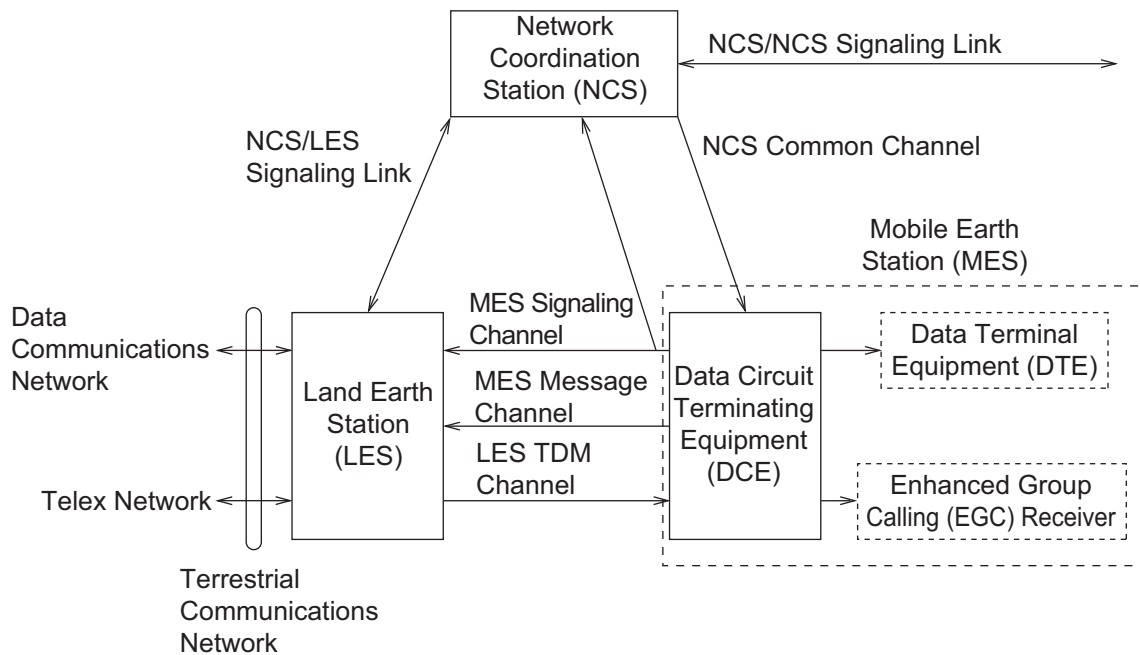 Network
Coordination
Station (NCS)
NCS/NCS Signaling Link
NCS/LES
Signaling Link
NCS Common Channel
Mobile Earth
Station (MES)
Data
Communications
Network
Telex Network
Terrestrial
Communications
Network
Land Earth
Station
(LES)
MES Signaling
Channel
MES Message
Channel
LES TDM
Channel
Data Circuit
Terminating
Equipment
(DCE)
Data Terminal
Equipment (DTE)
Enhanced Group
Calling (EGC) Receiver